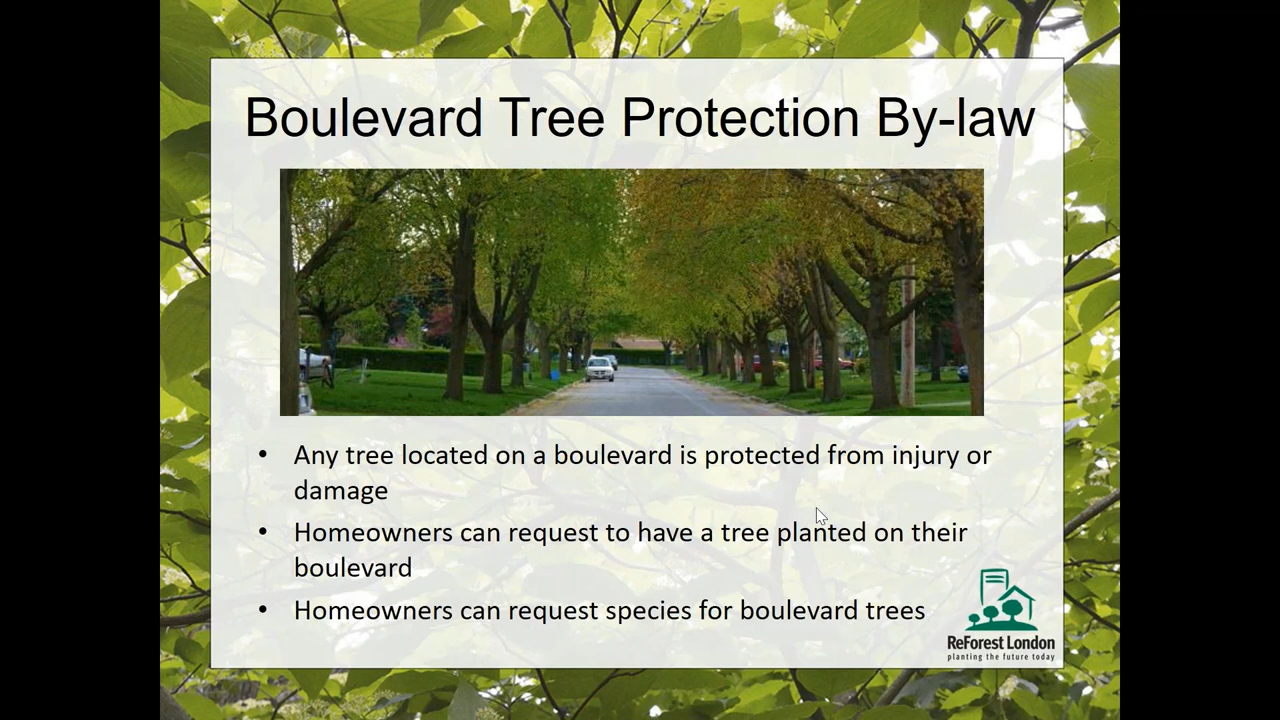 Boulevard Tree Protection By-law
• Any tree located on a boulevard is protected from injury or
damage
• Homeowners can request to have a tree planted on their
boulevard
• Homeowners can request species for boulevard trees
ReForest London
planting the future today